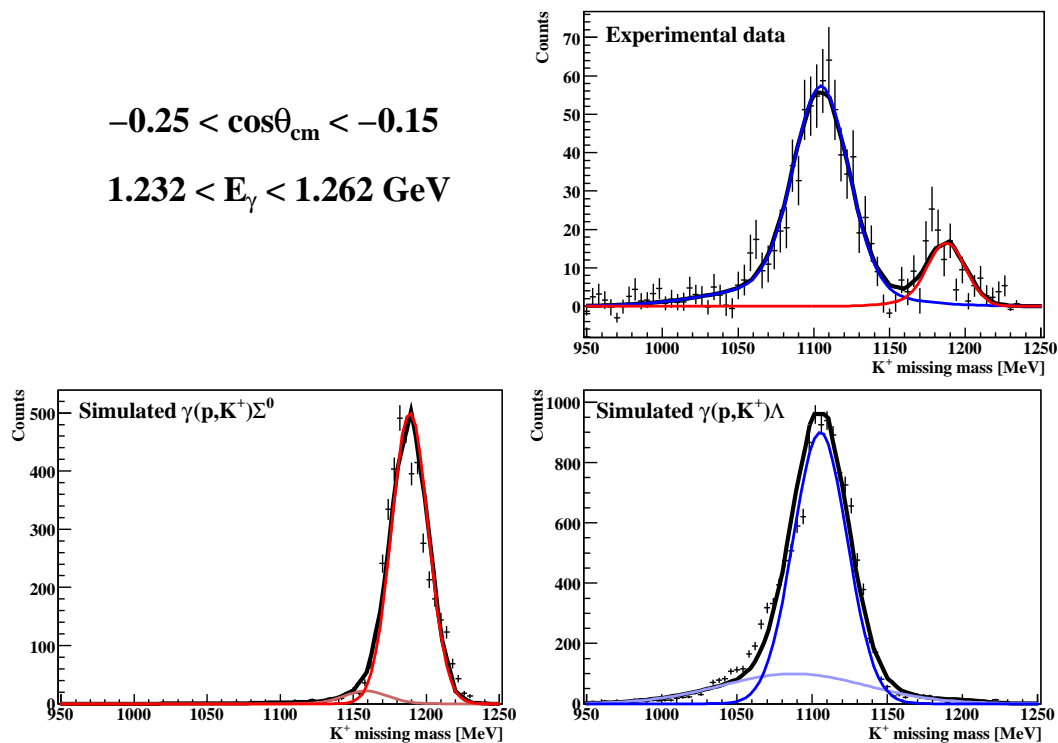 −0.25 < cosθcm < −0.15
1.232 < Eγ < 1.262 GeV
Experimental data
Counts
70
60
50
40
30
20
10
0
950 1000 1050 1100 1150 1200 1250
K+ missing mass [MeV]
Simulated γ(p,K+)Σ0
Counts
500
400
300
200
100
0
950 1000 1050 1100 1150 1200 1250
K+ missing mass [MeV]
Simulated γ(p,K+)Λ
Counts
1000
800
600
400
200
0
950 1000 1050 1100 1150 1200 1250
K+ missing mass [MeV]